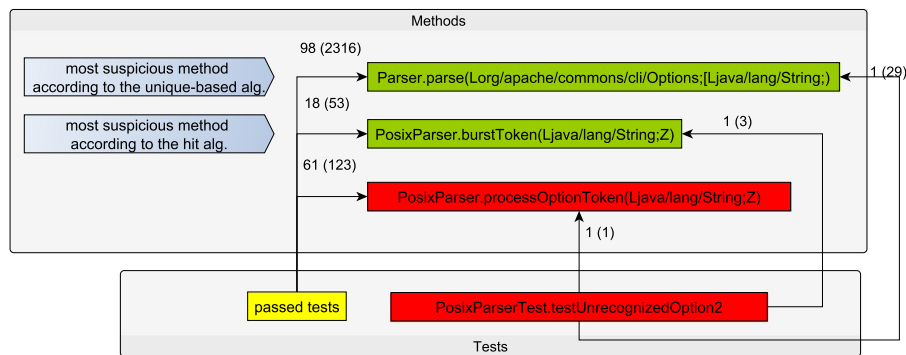 Methods
98 (2316)
most suspicious method
according to the unique-based alg.
Parser.parse(Lorg/apache/commons/cli/Options;[Ljava/lang/String;)
1 (29)
18 (53)
most suspicious method
according to the hit alg.
PosixParser.burstToken(Ljava/lang/String;Z)
1 (3)
61 (123)
PosixParser.processOptionToken(Ljava/lang/String;Z)
1 (1)
passed tests
PosixParserTest.testUnrecognizedOption2
Tests